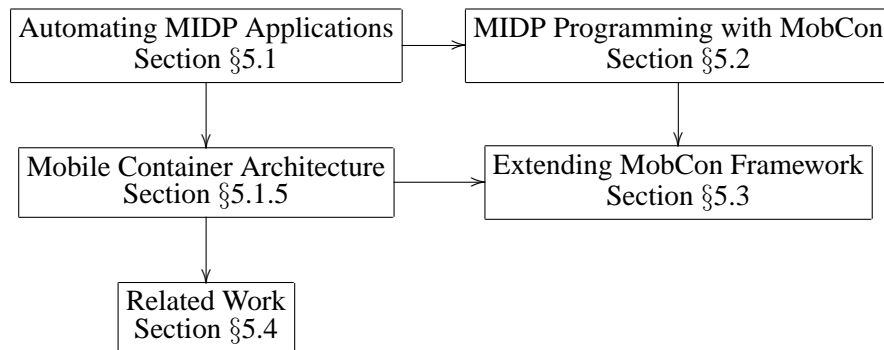 Automating MIDP Applications
Section §5.1
MIDP Programming with MobCon
Section §5.2
Mobile Container Architecture
Section §5.1.5
Extending MobCon Framework
Section §5.3
Related Work
Section §5.4